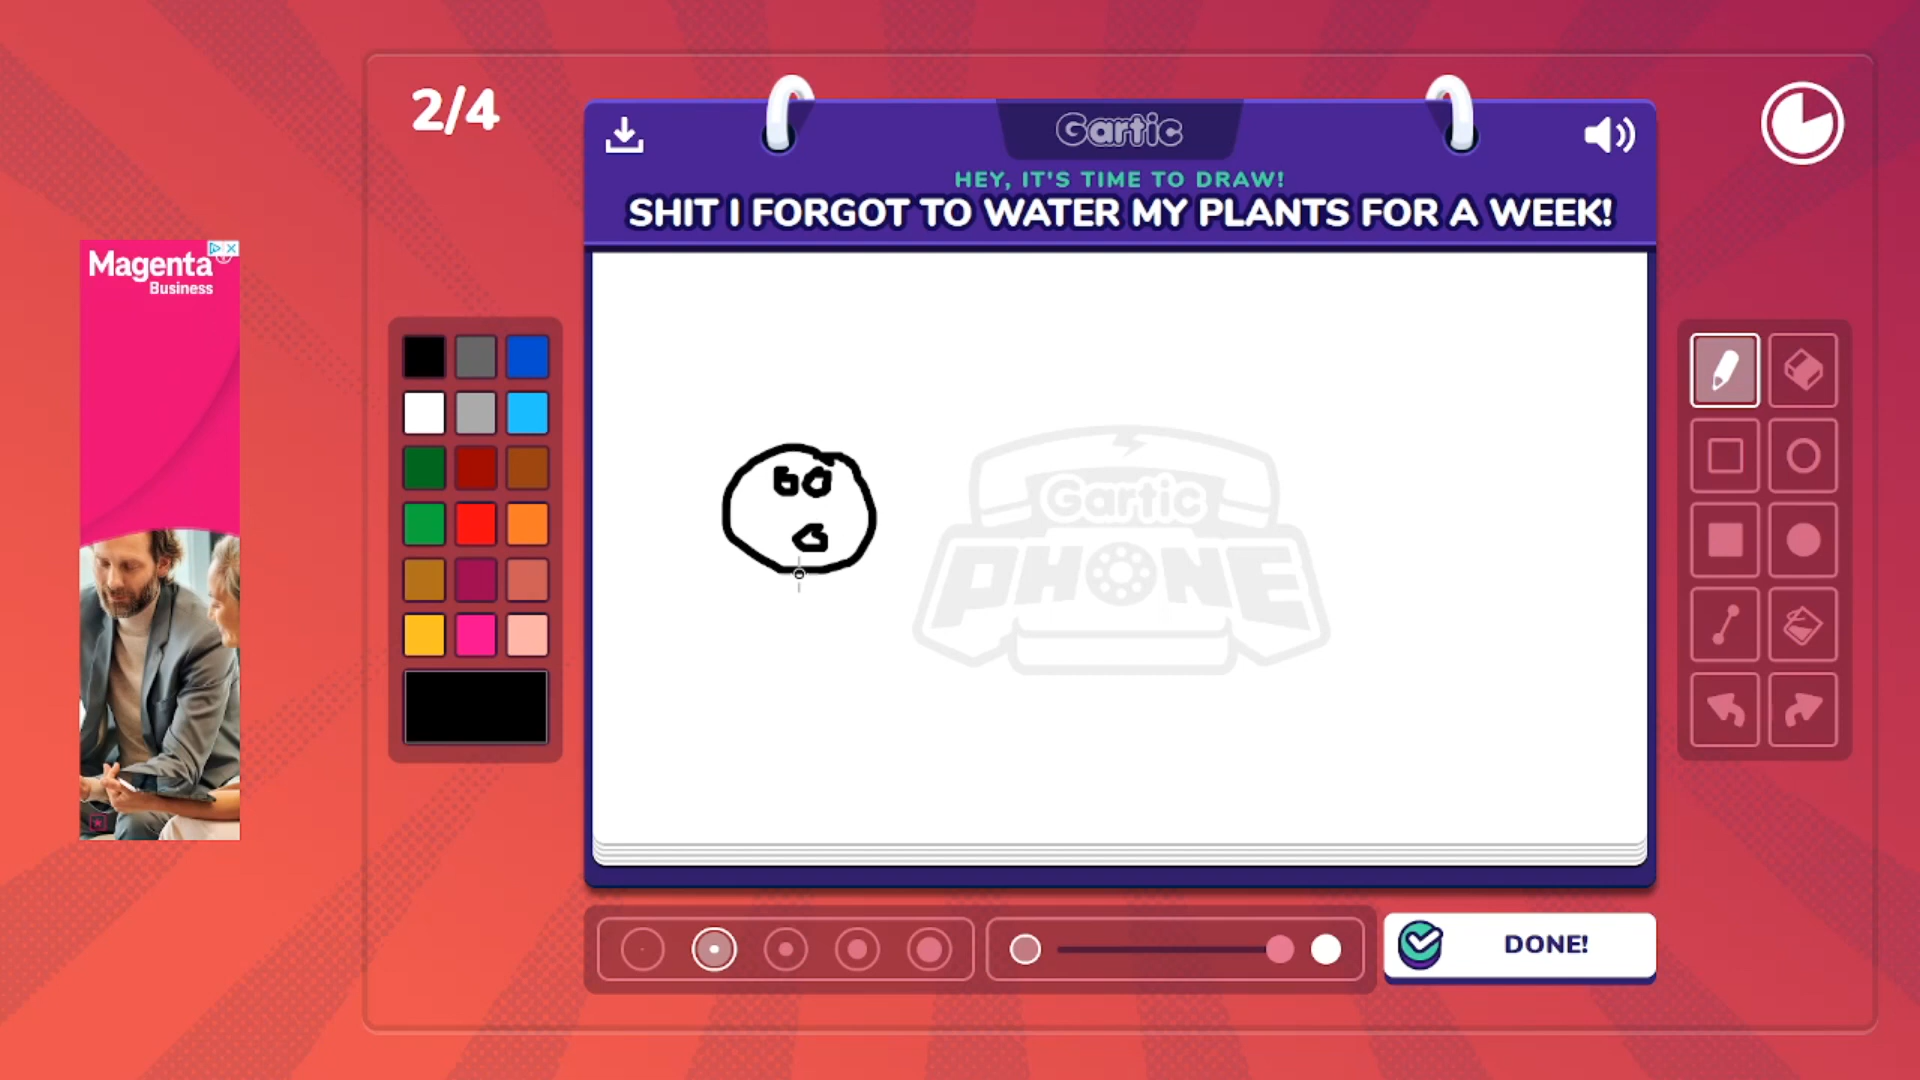 2/4
Gartic
HEY, IT'S TIME TO DRAW!
SHIT I FORGOT TO WATER MY PLANTS FOR A WEEK!
Magenta
Business
Gartic
PHONE
DONE!